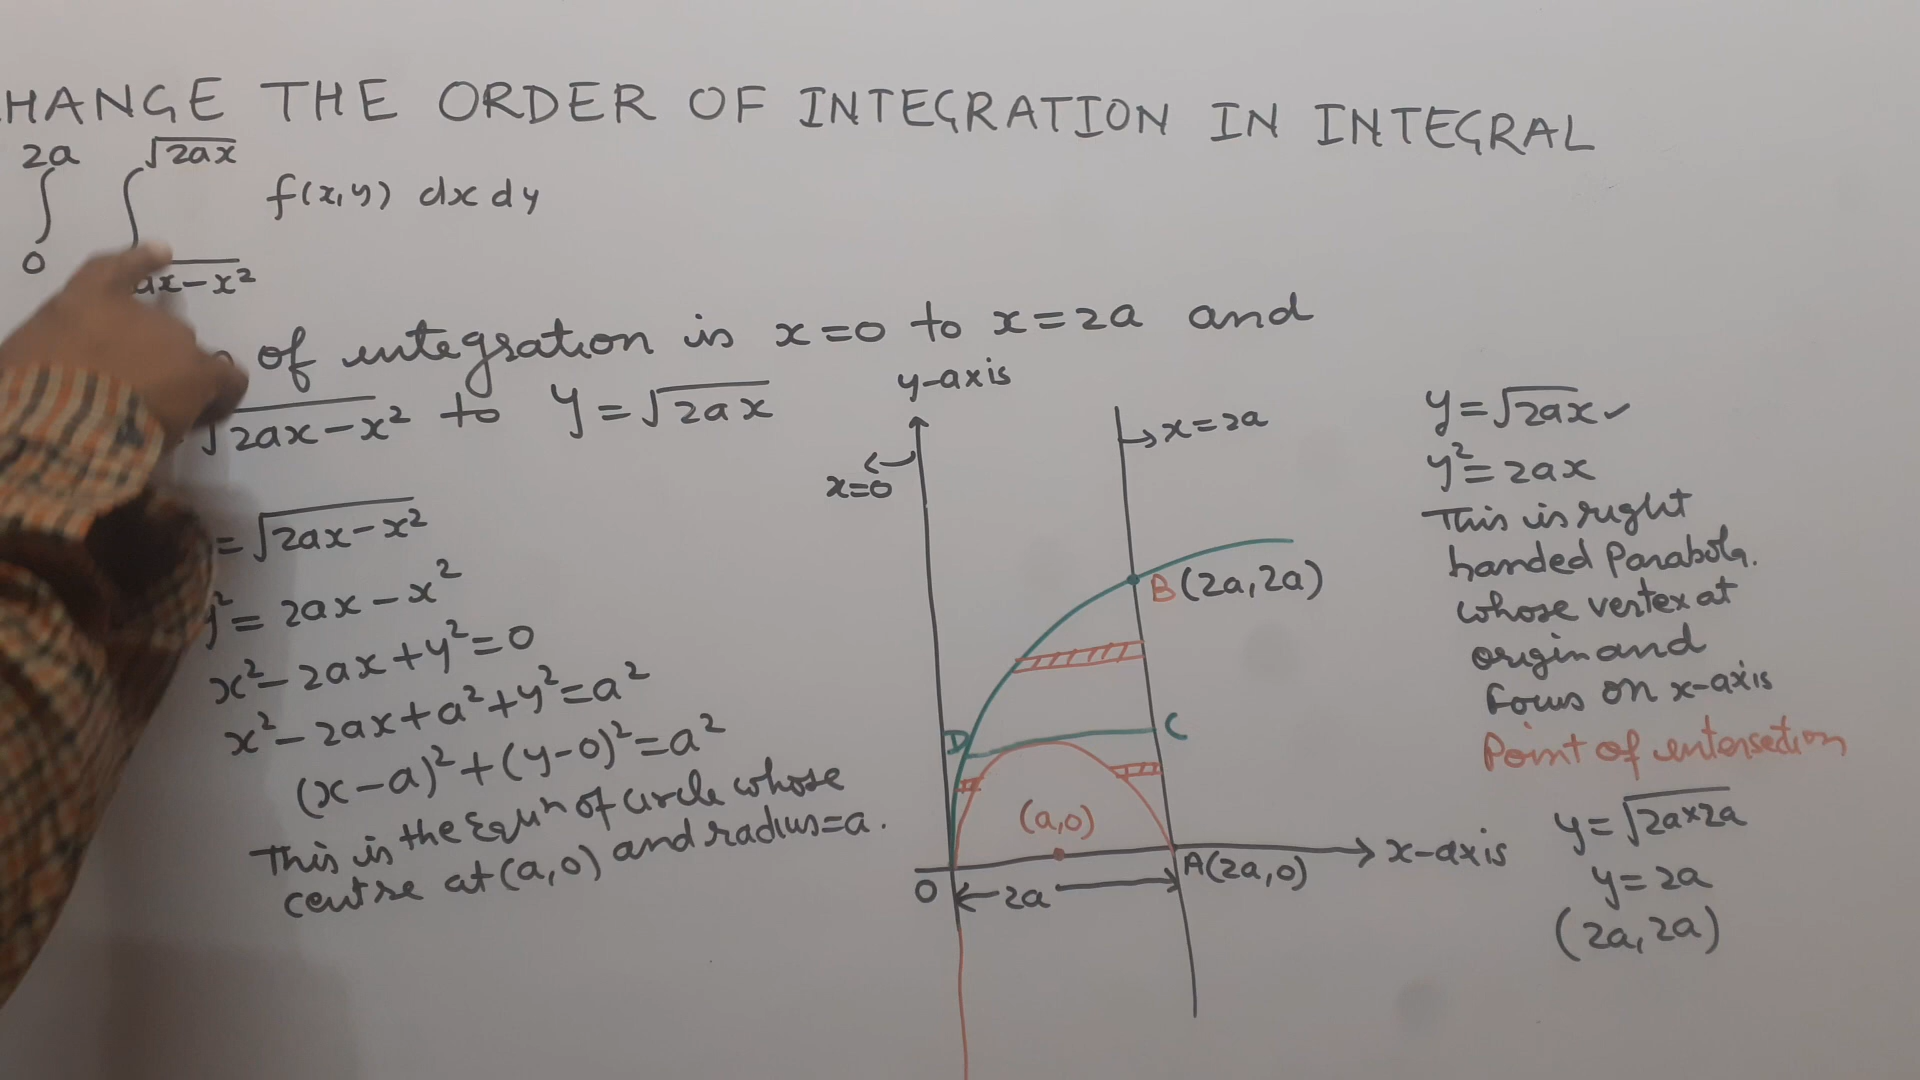 HANGE THE ORDER OF INTEGRATION IN INTEGRAL
2a √2ax
∫ ∫ f(x,y) dx dy
0 ax-x²
of integration is x=0 to x=2a and
√2ax-x² to y=√2ax
=√2ax-x²
y²=2ax-x²
x²-2ax+y²=0
x²-2ax+a²+y²=a²
(x-a)²+(y-0)²=a²
This is the Equⁿ of circle whose
centre at (a,0) and radius=a.
y-axis
x=0
x=2a
B(2a,2a)
D
C
(a,0)
x-axis
O
2a
A(2a,0)
y=√2ax✓
y²=2ax
This is right
handed Parabola.
whose vertex at
origin and
Focus on x-axis
Point of intersection
y=√2a×2a
y=2a
(2a,2a)